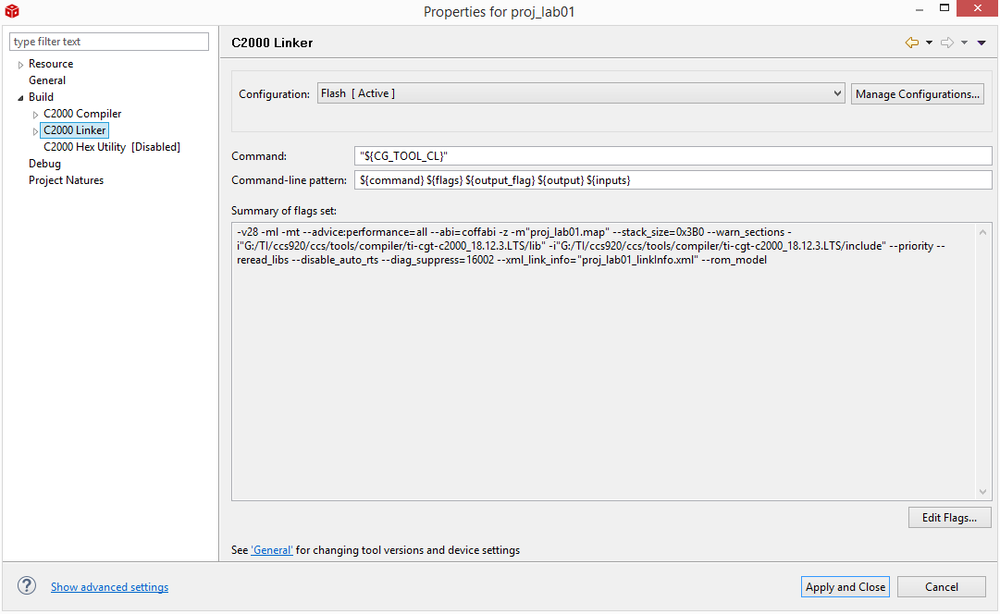 Properties for proj_lab01
type filter text
Resource
General
Build
C2000 Compiler
C2000 Linker
C2000 Hex Utility [Disabled]
Debug
Project Natures
C2000 Linker
Configuration: Flash [ Active ] Manage Configurations...
Command: "${CG_TOOL_CL}"
Command-line pattern: ${command} ${flags} ${output_flag} ${output} ${inputs}
Summary of flags set:
-v28 -ml -mt --advice:performance=all --abi=coffabi -z -m"proj_lab01.map" --stack_size=0x3B0 --warn_sections -
i"G:/TI/ccs920/ccs/tools/compiler/ti-cgt-c2000_18.12.3.LTS/lib" -i"G:/TI/ccs920/ccs/tools/compiler/ti-cgt-c2000_18.12.3.LTS/include" --priority --
reread_libs --disable_auto_rts --diag_suppress=16002 --xml_link_info="proj_lab01_linkInfo.xml" --rom_model
Edit Flags...
See 'General' for changing tool versions and device settings
? Show advanced settings
Apply and Close Cancel